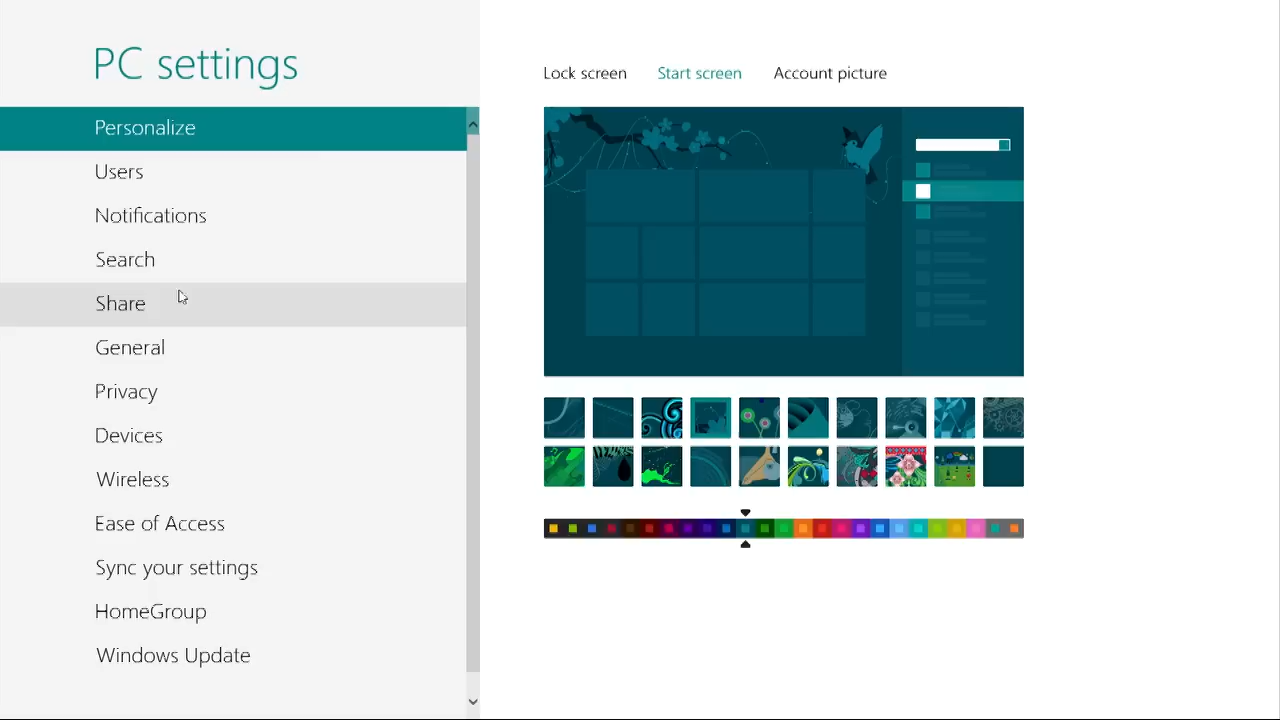 PC settings
Personalize
Users
Notifications
Search
Share
General
Privacy
Devices
Wireless
Ease of Access
Sync your settings
HomeGroup
Windows Update
Lock screen Start screen Account picture